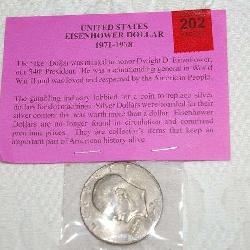 UNITED STATES
EISENHOWER DOLLAR
1971-1978
202
The "Ike" Dollar was minted to honor Dwight D. Eisenhower,
our 34th President. He was a commanding general in World
War II and was loved and respected by the American People.
The gambling industry lobbied for a coin to replace silver
dollars for slot machines. Silver Dollars were hoarded for their
silver content that was worth more than a dollar. Eisenhower
Dollars are no longer found in circulation and command
premium prices. They are collectors items that keep an
important part of American history alive.